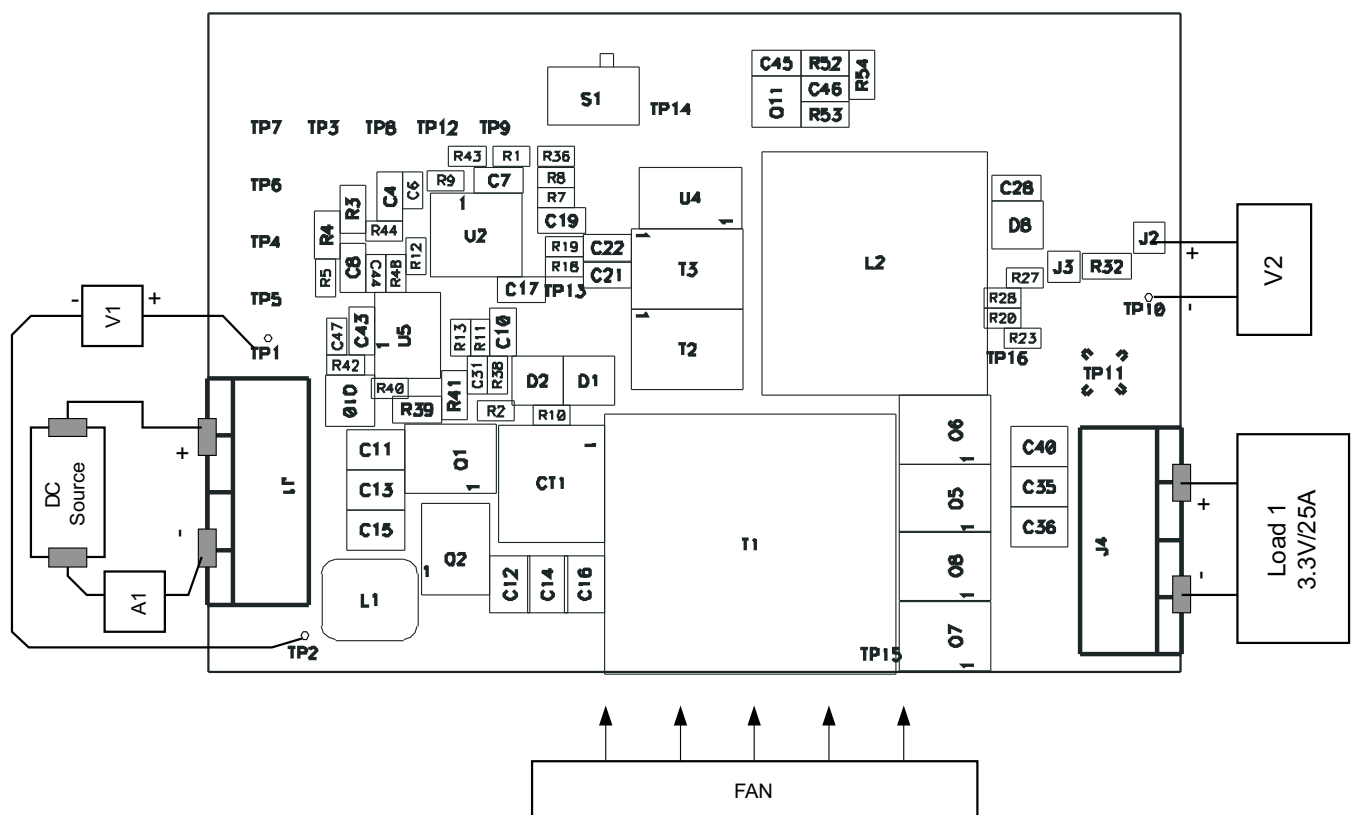 C45 R52 R54
C46
Q11 R53
S1
TP14
TP7 TP3 TP8 TP12 TP9
R43 R1 R36
TP6
R3 C4 C6 R9 C7 R8
R7
U4
C28
1
R4 R44 U2 C19
1
D8
TP4
J2
R5 C8 C44 R48 R12 R19 C22
1
T3
L2
J3 R32
+
V2
R18 C21
R27
TP5
C17 TP13
R28
TP10
-
- V1 +
C47 C43
1
U5 R13 R11 C10
1
T2
R20
R23
TP1
R42
TP16
TP11
Q10 R40 C31 R38 D2 D1
R39 R41 R2 R10
DC
Source
+
-
J1
C11
C13
C15
Q1
1
CT1
1
T1
Q6
1
Q5
1
Q8
1
Q7
1
C40
C35
C36
J4
+
-
Load 1
3.3V/25A
A1
L1
Q2
1
C12 C14 C16
TP2
TP15
FAN